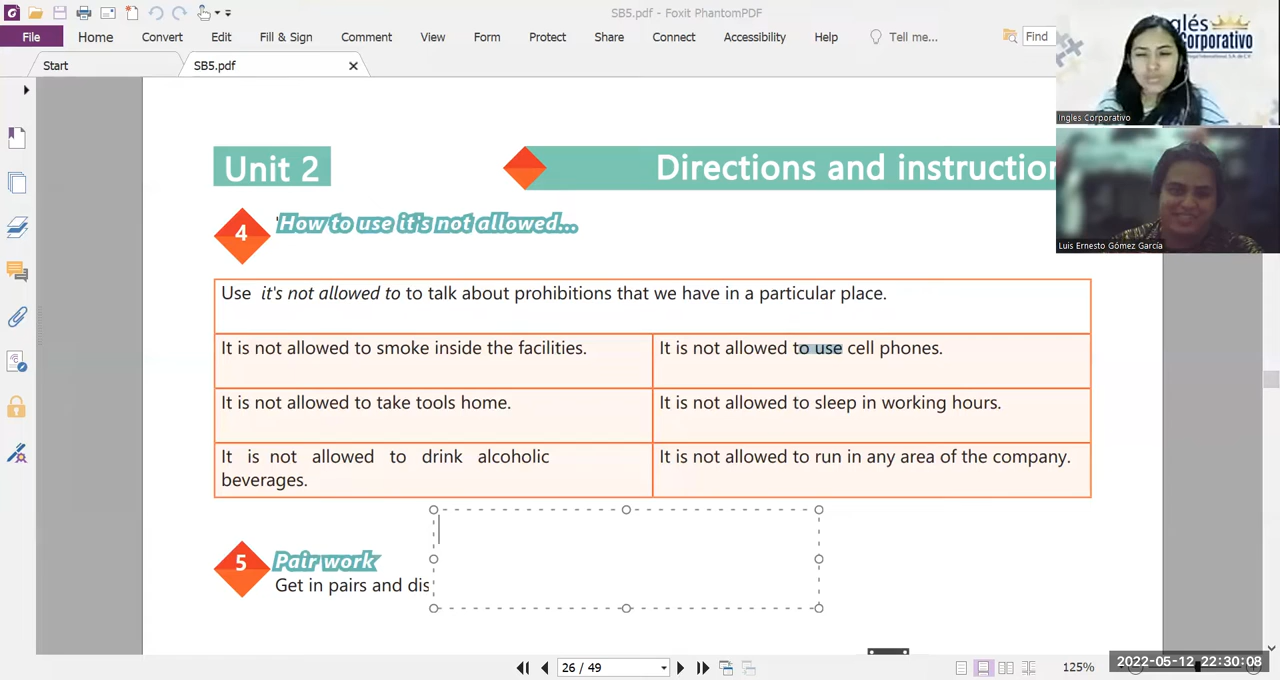 SB5.pdf - Foxit PhantomPDF
File Home Convert Edit Fill & Sign Comment View Form Protect Share Connect Accessibility Help Tell me... Find
Start SB5.pdf
Inglés
Corporativo
Ingles Corporativo
Luis Ernesto Gómez García
Unit 2
Directions and instruction
4
How to use it's not allowed...
Use it's not allowed to to talk about prohibitions that we have in a particular place.
It is not allowed to smoke inside the facilities.
It is not allowed to use cell phones.
It is not allowed to take tools home.
It is not allowed to sleep in working hours.
It is not allowed to drink alcoholic
beverages.
It is not allowed to run in any area of the company.
5
Pair work
Get in pairs and dis
26 / 49
125%
2022-05-12 22:30:08